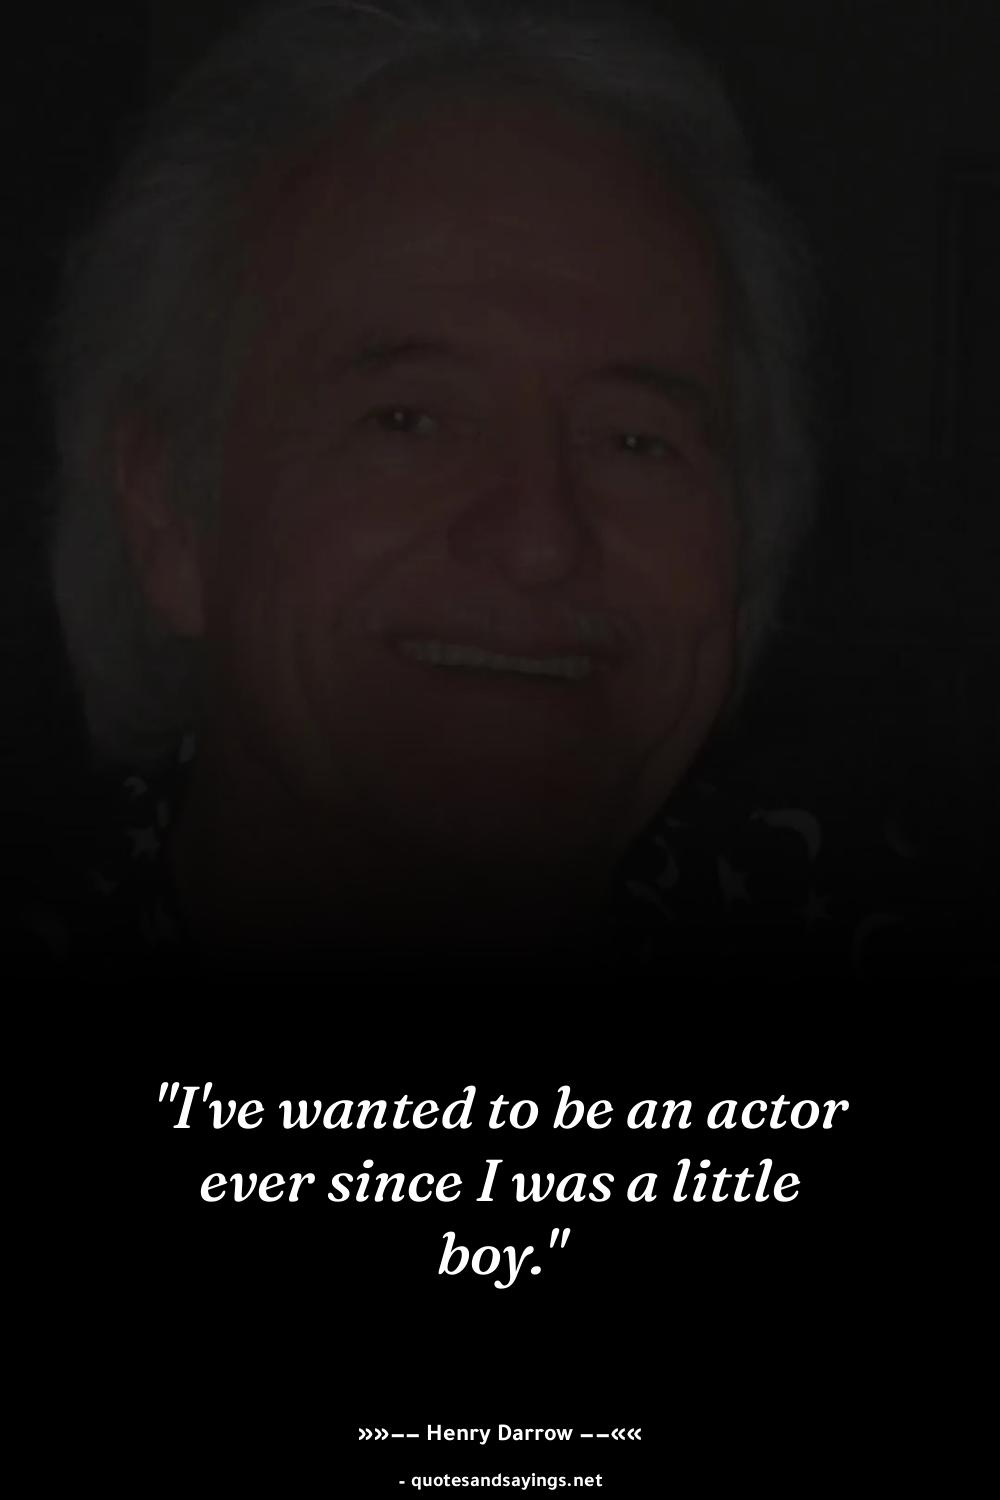 "I've wanted to be an actor
ever since I was a little
boy."
»»−− Henry Darrow −−««
- quotesandsayings.net